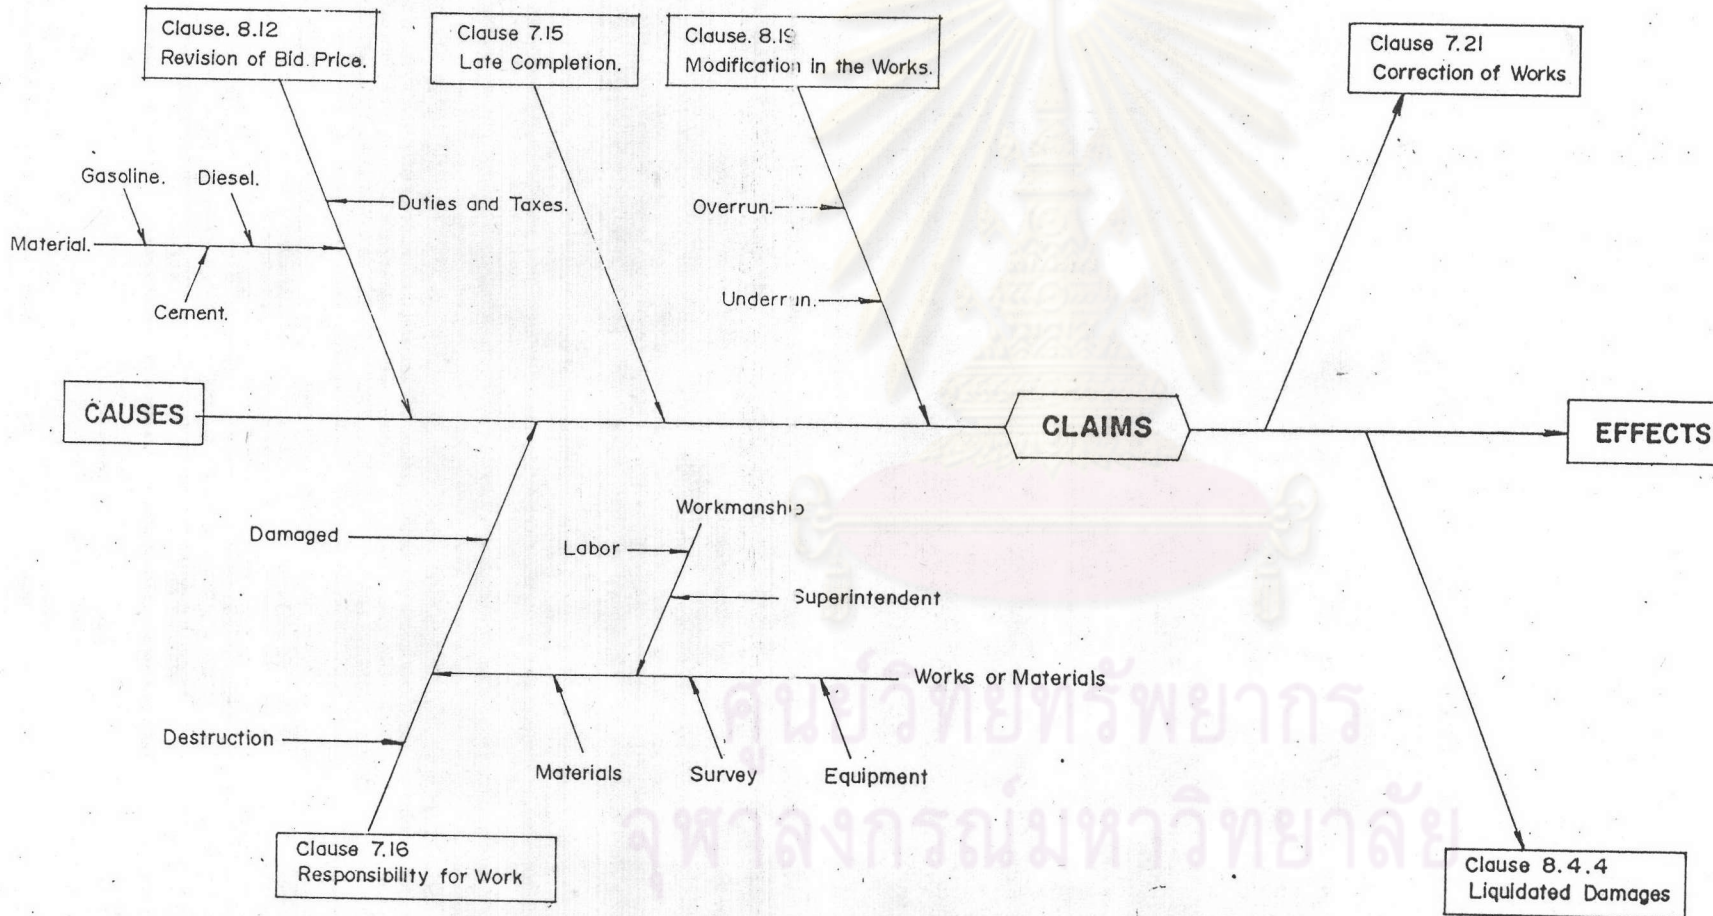 Clause. 8.12
Revision of Bid. Price.
Clause 7.15
Late Completion.
Clause. 8.19
Modification in the Works.
Clause 7.21
Correction of Works
Gasoline.
Diesel.
Duties and Taxes.
Material.
Cement.
Overrun.
Underrun.
CAUSES
CLAIMS
EFFECTS
Damaged
Workmanship
Labor
Superintendent
Works or Materials
Destruction
Materials
Survey
Equipment
ศูนย์วิทยทรัพยากร
จุฬาลงกรณ์มหาวิทยาลัย
Clause 7.16
Responsibility for Work
Clause 8.4.4
Liquidated Damages